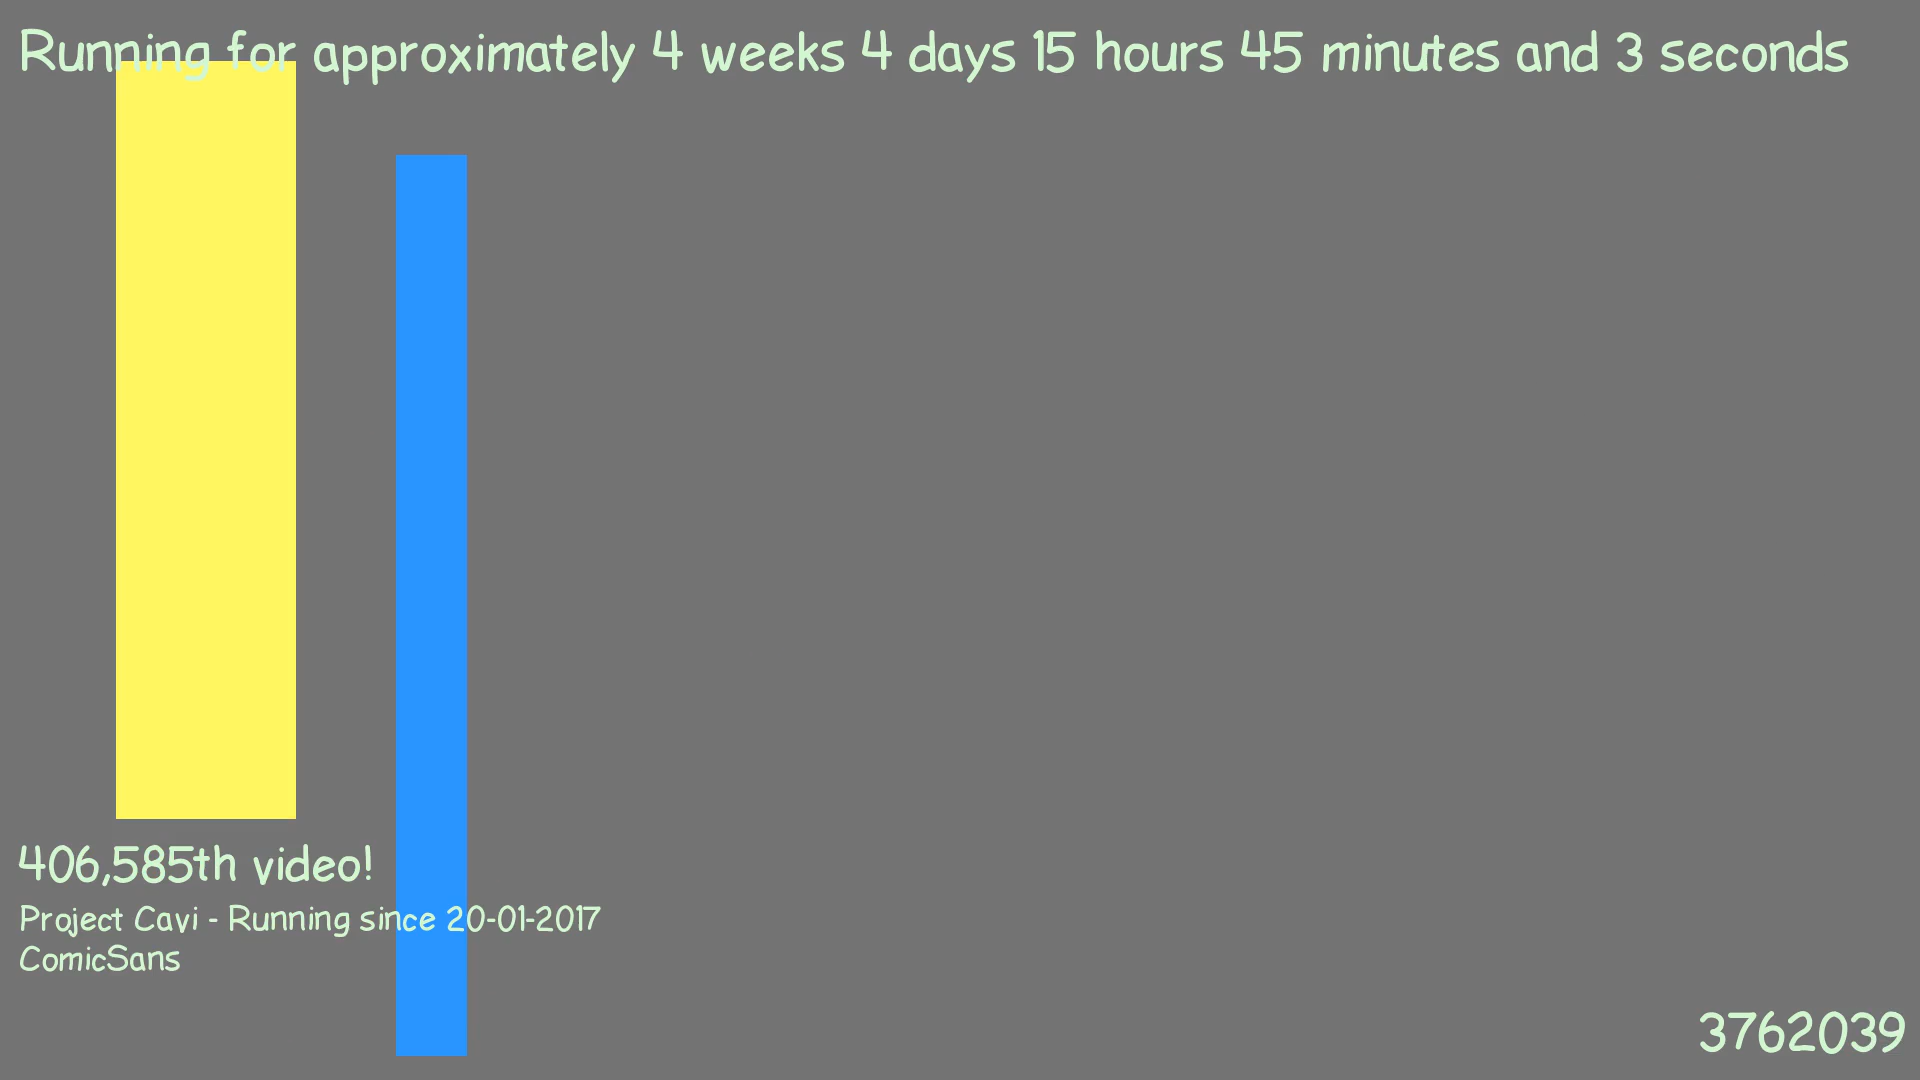 Running for approximately 4 weeks 4 days 15 hours 45 minutes and 3 seconds
406,585th video!
Project Cavi - Running since 20-01-2017
ComicSans
3762039